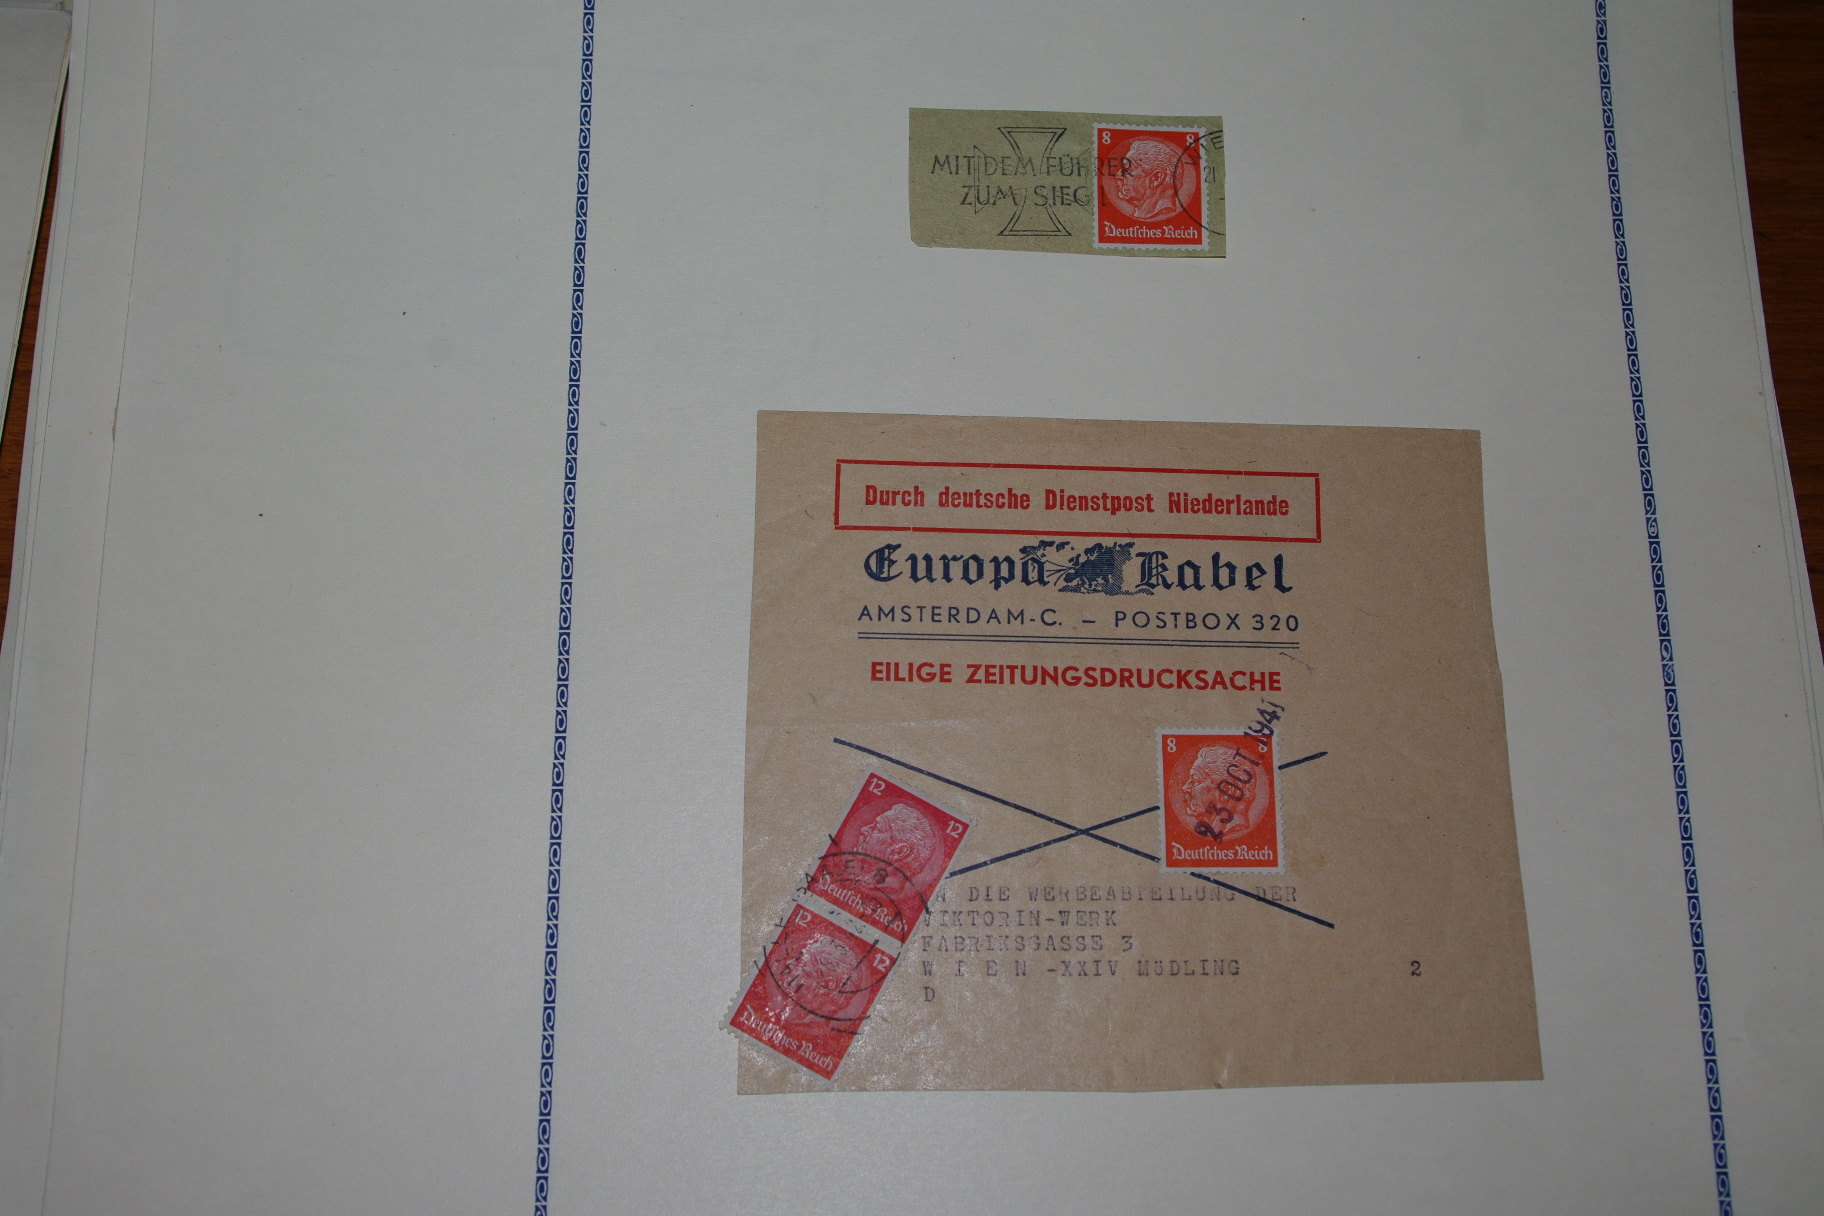 8 8
MIT DEM FÜHRER
ZUM SIEG!
21
Deutsches Reich
Durch deutsche Dienstpost Niederlande
Europa Kabel
AMSTERDAM-C. – POSTBOX 320
EILIGE ZEITUNGSDRUCKSACHE
8 8
23 OCT 1941
Deutsches Reich
12 12
Deutsches Reich
12 12
Deutsches Reich
N DIE WERBEABTEILUNG DER
VIKTORIN-WERK
FABRIKSGASSE 3
W I E N -XXIV MöDLING 2
D